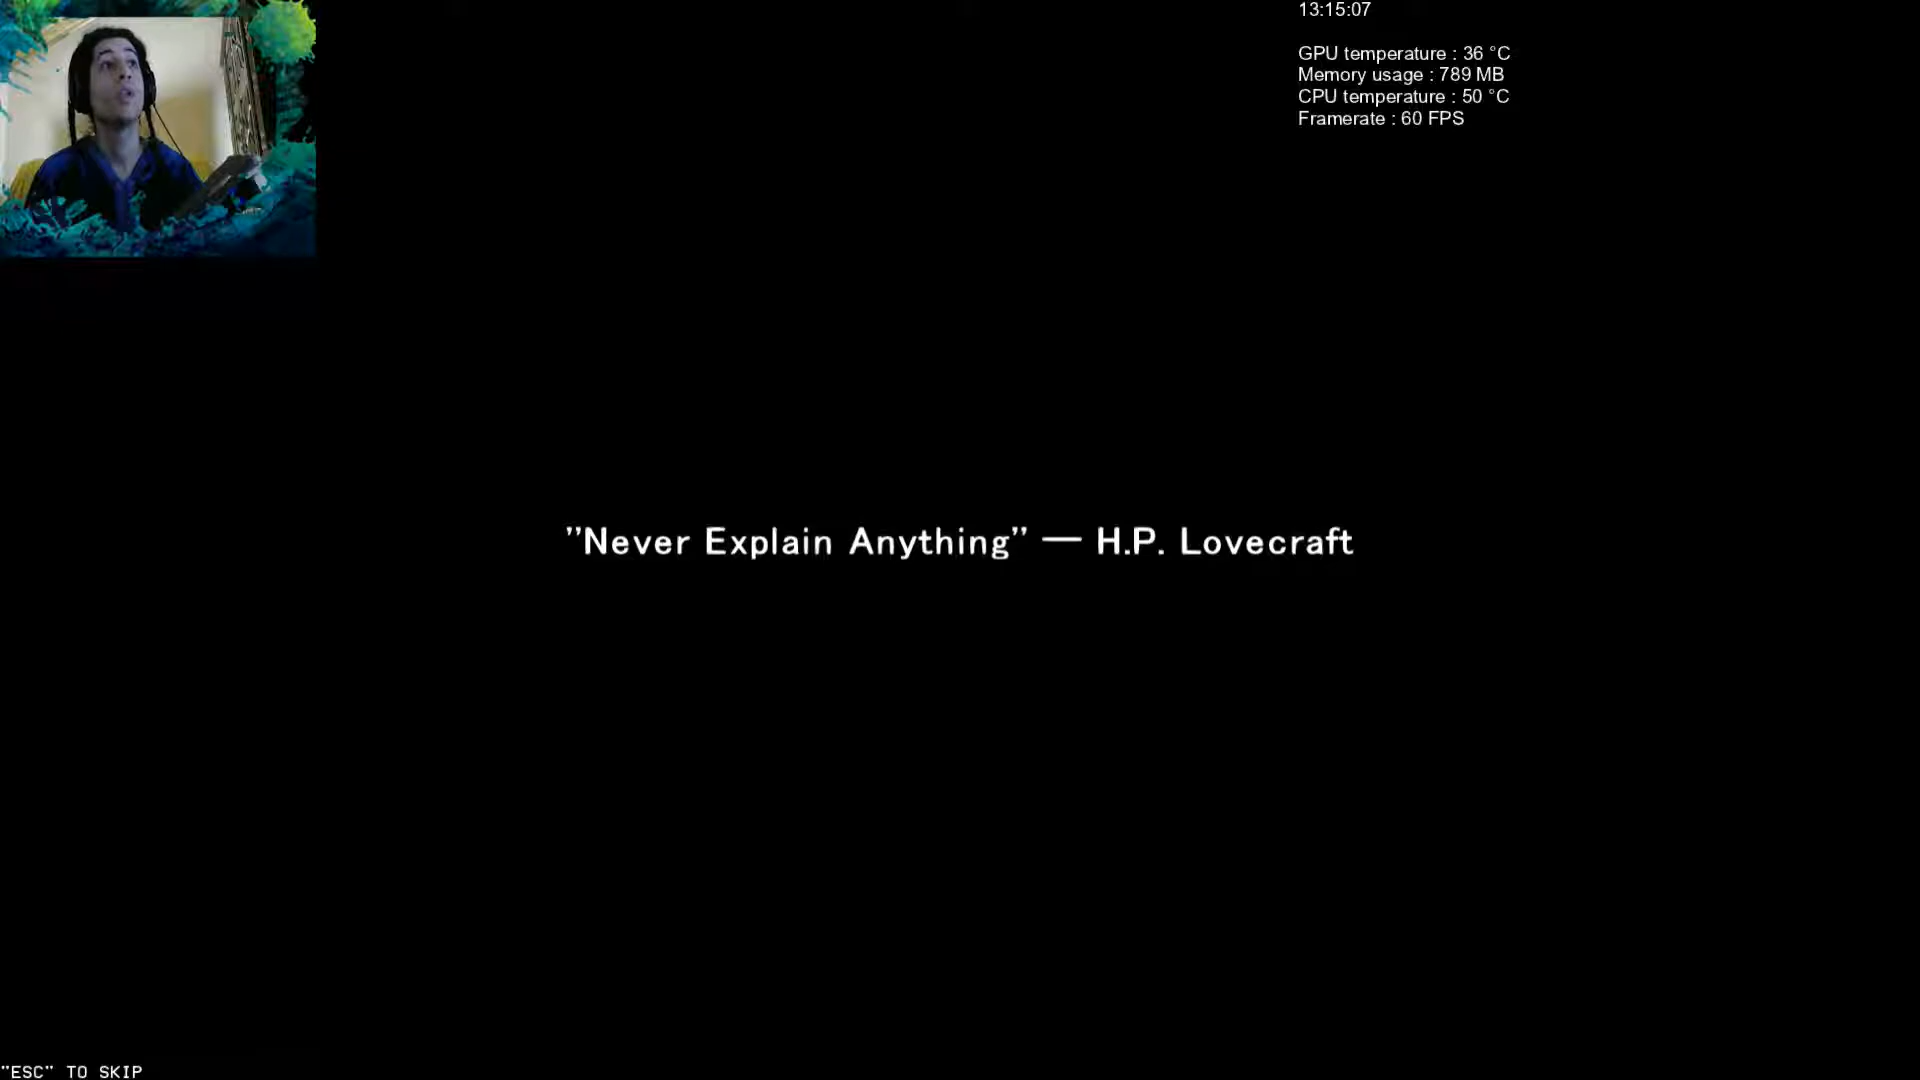 13:15:07
GPU temperature : 36 °C
Memory usage : 789 MB
CPU temperature : 50 °C
Framerate : 60 FPS
"Never Explain Anything" — H.P. Lovecraft
"ESC" TO SKIP